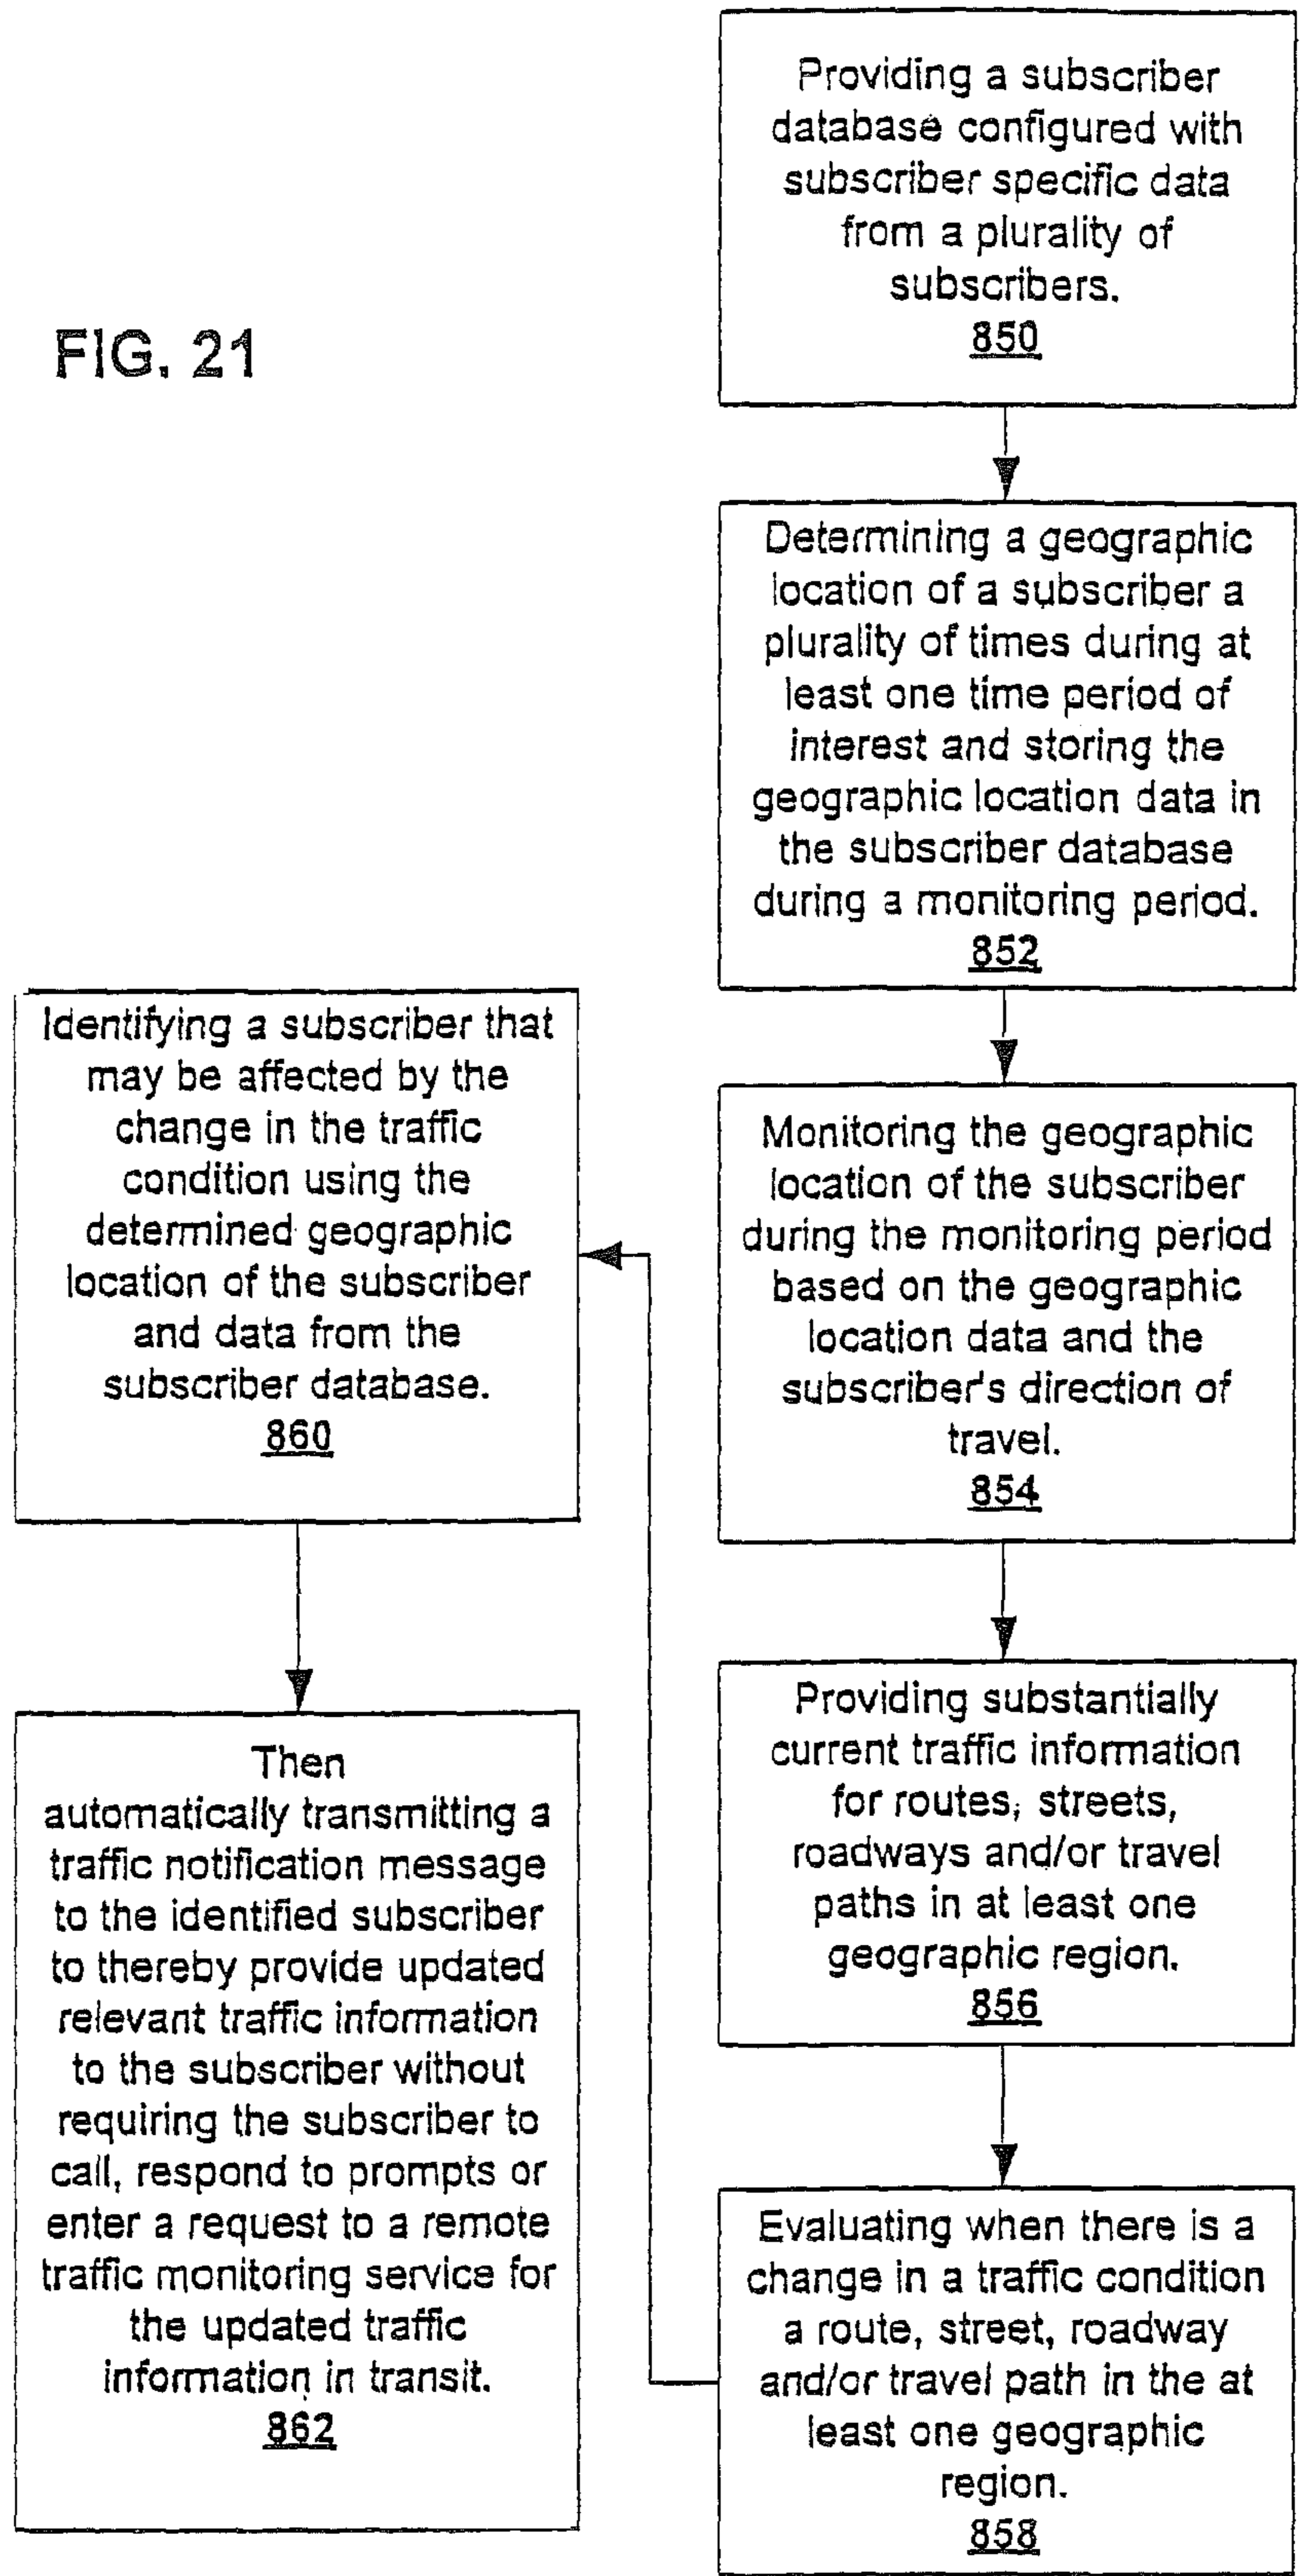 FIG. 21
Providing a subscriber
database configured with
subscriber specific data
from a plurality of
subscribers.
850
Determining a geographic
location of a subscriber a
plurality of times during at
least one time period of
interest and storing the
geographic location data in
the subscriber database
during a monitoring period.
852
Monitoring the geographic
location of the subscriber
during the monitoring period
based on the geographic
location data and the
subscriber's direction of
travel.
854
Providing substantially
current traffic information
for routes, streets,
roadways and/or travel
paths in at least one
geographic region.
856
Evaluating when there is a
change in a traffic condition
a route, street, roadway
and/or travel path in the at
least one geographic
region.
858
Identifying a subscriber that
may be affected by the
change in the traffic
condition using the
determined geographic
location of the subscriber
and data from the
subscriber database.
860
Then
automatically transmitting a
traffic notification message
to the identified subscriber
to thereby provide updated
relevant traffic information
to the subscriber without
requiring the subscriber to
call, respond to prompts or
enter a request to a remote
traffic monitoring service for
the updated traffic
information in transit.
862